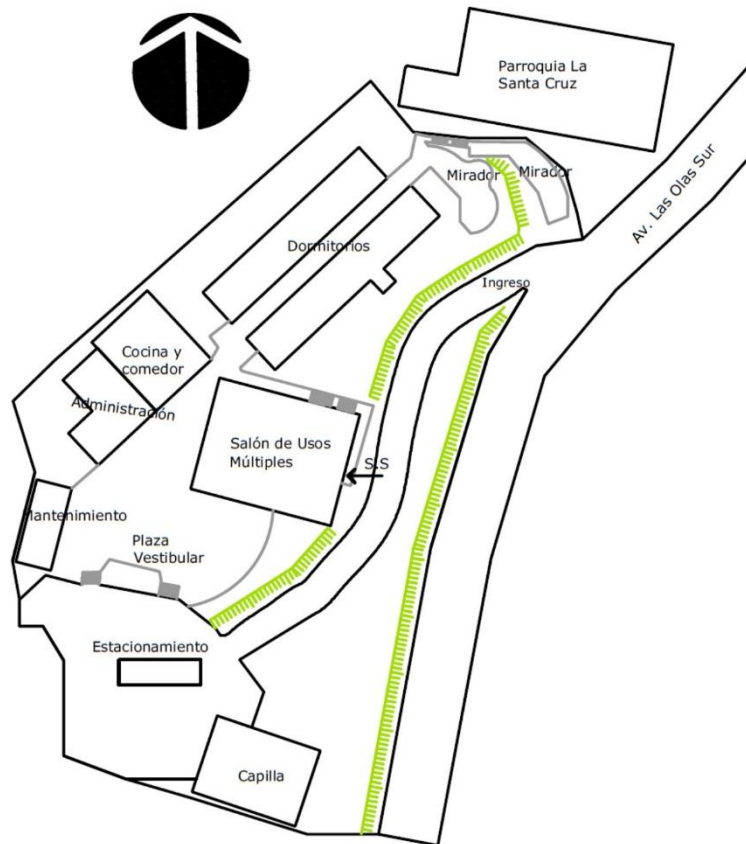 Parroquia La
Santa Cruz
Mirador
Mirador
Av. Las Olas Sur
Dormitorios
Ingreso
Cocina y
comedor
Administración
Salón de Usos
Múltiples
S.S
Mantenimiento
Plaza
Vestibular
Estacionamiento
Capilla